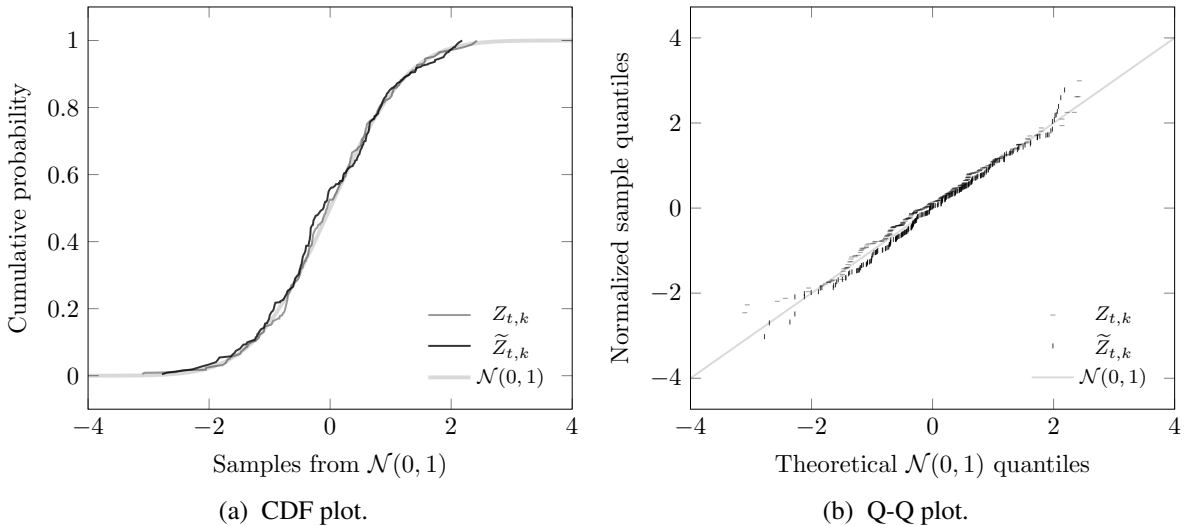 Cumulative probability
1
0.8
0.6
0.4
0.2
0
−4
−2
0
2
4
Samples from 𝒩(0, 1)
Z_{t,k}
Z̃_{t,k}
𝒩(0, 1)
(a) CDF plot.
Normalized sample quantiles
4
2
0
−2
−4
−4
−2
0
2
4
Theoretical 𝒩(0, 1) quantiles
Z_{t,k}
Z̃_{t,k}
𝒩(0, 1)
(b) Q-Q plot.